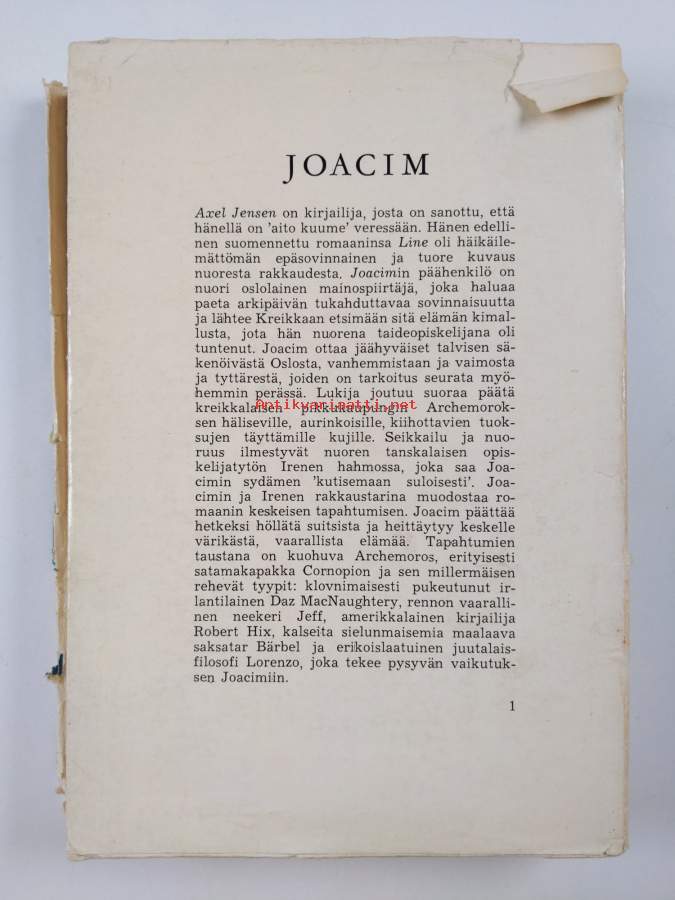 JOACIM
Axel Jensen on kirjailija, josta on sanottu, että
hänellä on 'aito kuume' veressään. Hänen edelli-
nen suomennettu romaaninsa Line oli häikäile-
mättömän epäsovinnainen ja tuore kuvaus
nuoresta rakkaudesta. Joacimin päähenkilö on
nuori oslolainen mainospiirtäjä, joka haluaa
paeta arkipäivän tukahduttavaa sovinnaisuutta
ja lähtee Kreikkaan etsimään sitä elämän kimal-
lusta, jota hän nuorena taideopiskelijana oli
tuntenut. Joacim ottaa jäähyväiset talvisen sä-
kenöivästä Oslosta, vanhemmistaan ja vaimosta
ja tyttärestä, joiden on tarkoitus seurata myö-
hemmin perässä. Lukija joutuu suoraa päätä
Antikvariaatti.net
kreikkalaisen pikkukaupungin Archemorok-
sen häliseville, aurinkoisille, kiihottavien tuok-
sujen täyttämille kujille. Seikkailu ja nuo-
ruus ilmestyvät nuoren tanskalaisen opis-
kelijatytön Irenen hahmossa, joka saa Joa-
cimin sydämen 'kutisemaan suloisesti'. Joa-
cimin ja Irenen rakkaustarina muodostaa ro-
maanin keskeisen tapahtumisen. Joacim päättää
hetkeksi höllätä suitsista ja heittäytyy keskelle
värikästä, vaarallista elämää. Tapahtumien
taustana on kuohuva Archemoros, erityisesti
satamakapakka Cornopion ja sen millermäisen
rehevät tyypit: klovnimaisesti pukeutunut ir-
lantilainen Daz MacNaughtery, rennon vaaralli-
nen neekeri Jeff, amerikkalainen kirjailija
Robert Hix, kalseita sielunmaisemia maalaava
saksatar Bärbel ja erikoislaatuinen juutalais-
filosofi Lorenzo, joka tekee pysyvän vaikutuk-
sen Joacimiin.
1